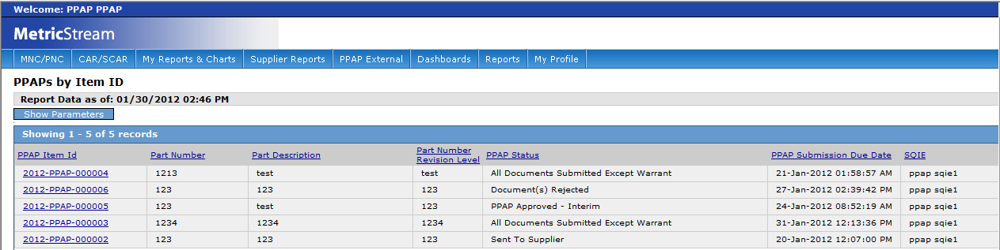 Welcome: PPAP PPAP
MetricStream
MNC/PNC CAR/SCAR My Reports & Charts Supplier Reports PPAP External Dashboards Reports My Profile
PPAPs by Item ID
Report Data as of: 01/30/2012 02:46 PM
Show Parameters
Showing 1 - 5 of 5 records
PPAP Item Id Part Number Part Description Part Number Revision Level PPAP Status PPAP Submission Due Date SQIE
2012-PPAP-000004 1213 test test All Documents Submitted Except Warrant 21-Jan-2012 01:58:57 AM ppap sqie1
2012-PPAP-000006 123 123 123 Document(s) Rejected 27-Jan-2012 02:39:42 PM ppap sqie1
2012-PPAP-000005 123 test 123 PPAP Approved - Interim 24-Jan-2012 08:52:19 AM ppap sqie1
2012-PPAP-000003 1234 1234 1234 All Documents Submitted Except Warrant 31-Jan-2012 12:13:36 PM ppap sqie1
2012-PPAP-000002 123 123 123 Sent To Supplier 20-Jan-2012 12:07:00 PM ppap sqie1